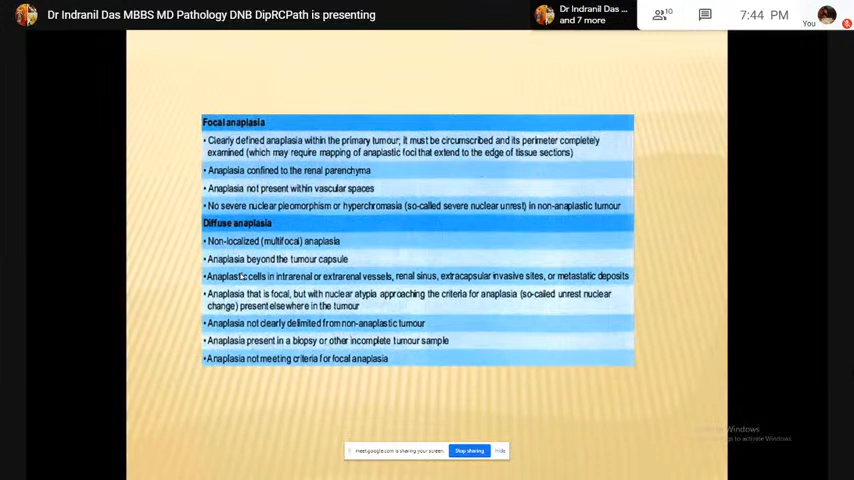 Dr Indranil Das MBBS MD Pathology DNB DipRCPath is presenting
Dr Indranil Das ...
and 7 more
10
7:44 PM
You
Focal anaplasia
• Clearly defined anaplasia within the primary tumour; it must be circumscribed and its perimeter completely
examined (which may require mapping of anaplastic foci that extend to the edge of tissue sections)
• Anaplasia confined to the renal parenchyma
• Anaplasia not present within vascular spaces
• No severe nuclear pleomorphism or hyperchromasia (so-called severe nuclear unrest) in non-anaplastic tumour
Diffuse anaplasia
• Non-localized (multifocal) anaplasia
• Anaplasia beyond the tumour capsule
• Anaplastic cells in intrarenal or extrarenal vessels, renal sinus, extracapsular invasive sites, or metastatic deposits
• Anaplasia that is focal, but with nuclear atypia approaching the criteria for anaplasia (so-called unrest nuclear
change) present elsewhere in the tumour
• Anaplasia not clearly delimited from non-anaplastic tumour
• Anaplasia present in a biopsy or other incomplete tumour sample
• Anaplasia not meeting criteria for focal anaplasia
Windows
to activate Windows.
meet.google.com is sharing your screen.
Stop sharing
Hide